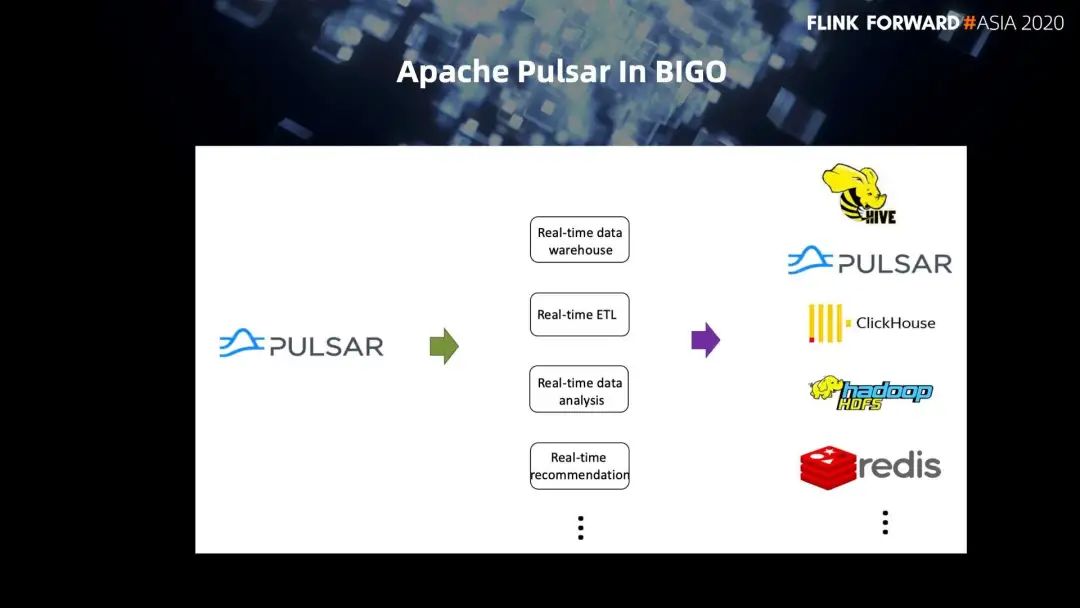 FLINK FORWARD#ASIA 2020
Apache Pulsar In BIGO
PULSAR
Real-time data
warehouse
Real-time ETL
Real-time data
analysis
Real-time
recommendation
HIVE
PULSAR
ClickHouse
hadoop
HDFS
redis